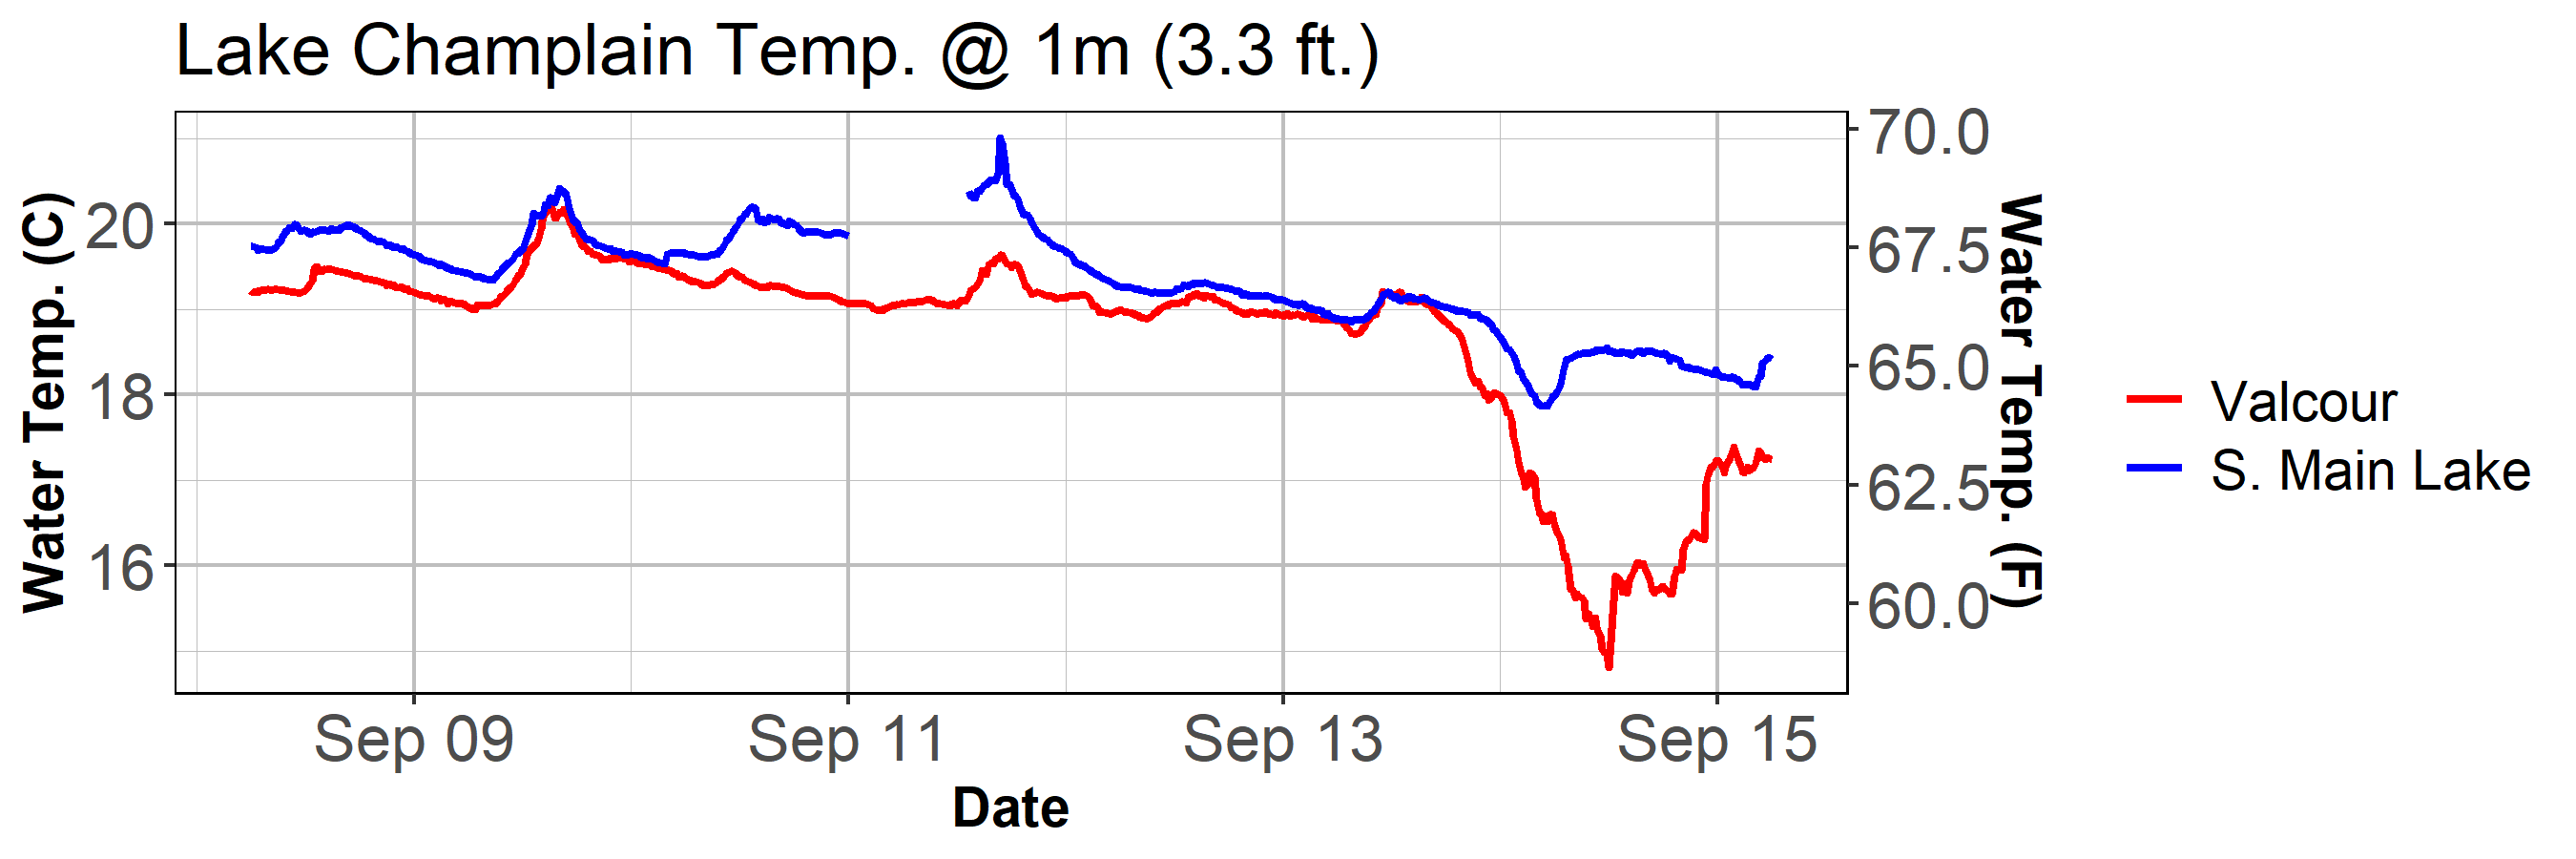 Lake Champlain Temp. @ 1m (3.3 ft.)
Water Temp. (C)
20
18
16
70.0
67.5
65.0
62.5
60.0
Water Temp. (F)
Valcour
S. Main Lake
Sep 09
Sep 11
Sep 13
Sep 15
Date